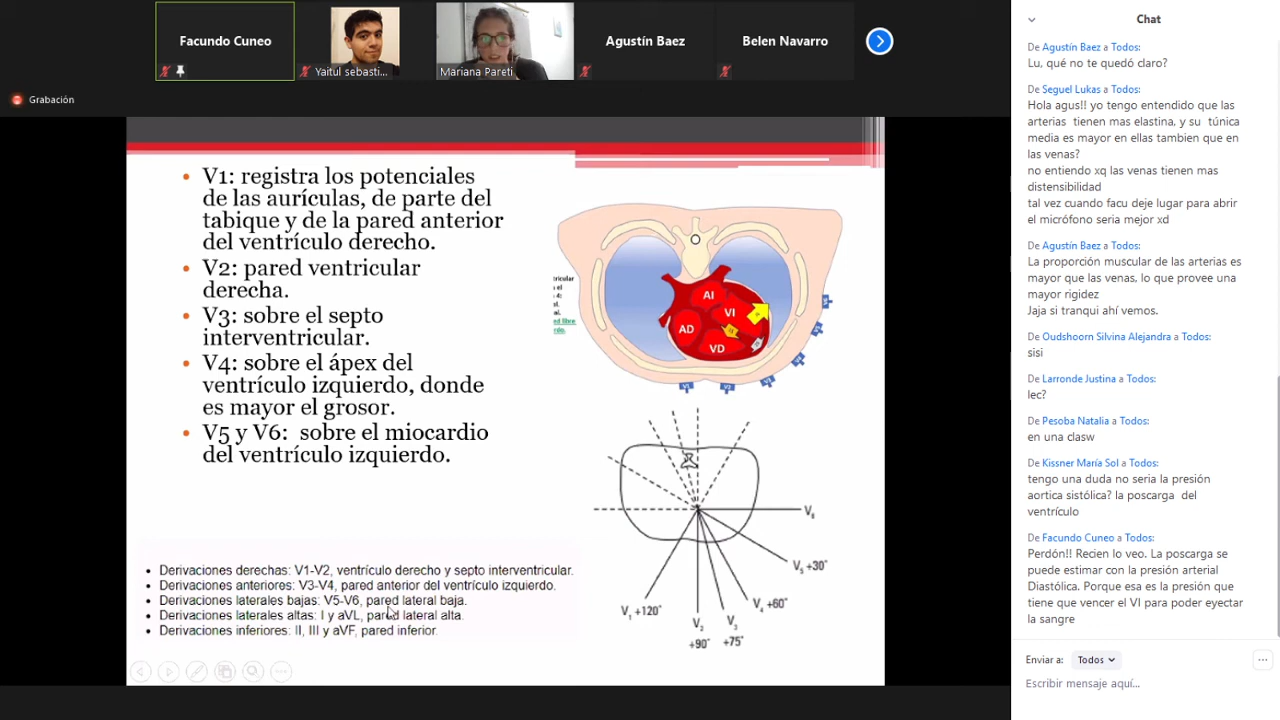 Facundo Cuneo
Yaitul sebasti...
Mariana Pareti
Agustín Baez
Belen Navarro
Grabación
• V1: registra los potenciales
de las aurículas, de parte del
tabique y de la pared anterior
del ventrículo derecho.
• V2: pared ventricular
derecha.
• V3: sobre el septo
interventricular.
• V4: sobre el ápex del
ventrículo izquierdo, donde
es mayor el grosor.
• V5 y V6: sobre el miocardio
del ventrículo izquierdo.
AI
VI
AD
VD
V6
V5 +30°
V4 +60°
V1 +120°
V2
+90°
V3
+75°
• Derivaciones derechas: V1-V2, ventrículo derecho y septo interventricular.
• Derivaciones anteriores: V3-V4, pared anterior del ventrículo izquierdo.
• Derivaciones laterales bajas: V5-V6, pared lateral baja.
• Derivaciones laterales altas: I y aVL, pared lateral alta.
• Derivaciones inferiores: II, III y aVF, pared inferior.
Chat
De Agustín Baez a Todos:
Lu, qué no te quedó claro?
De Seguel Lukas a Todos:
Hola agus!! yo tengo entendido que las
arterias tienen mas elastina, y su túnica
media es mayor en ellas tambien que en
las venas?
no entiendo xq las venas tienen mas
distensibilidad
tal vez cuando facu deje lugar para abrir
el micrófono seria mejor xd
De Agustín Baez a Todos:
La proporción muscular de las arterias es
mayor que las venas, lo que provee una
mayor rigidez
Jaja si tranqui ahí vemos.
De Oudshoorn Silvina Alejandra a Todos:
sisi
De Larronde Justina a Todos:
lec?
De Pesoba Natalia a Todos:
en una clasw
De Kissner María Sol a Todos:
tengo una duda no seria la presión
aortica sistólica? la poscarga del
ventrículo
De Facundo Cuneo a Todos:
Perdón!! Recien lo veo. La poscarga se
puede estimar con la presión arterial
Diastólica. Porque esa es la presión que
tiene que vencer el VI para poder eyectar
la sangre
Enviar a: Todos
Escribir mensaje aquí...